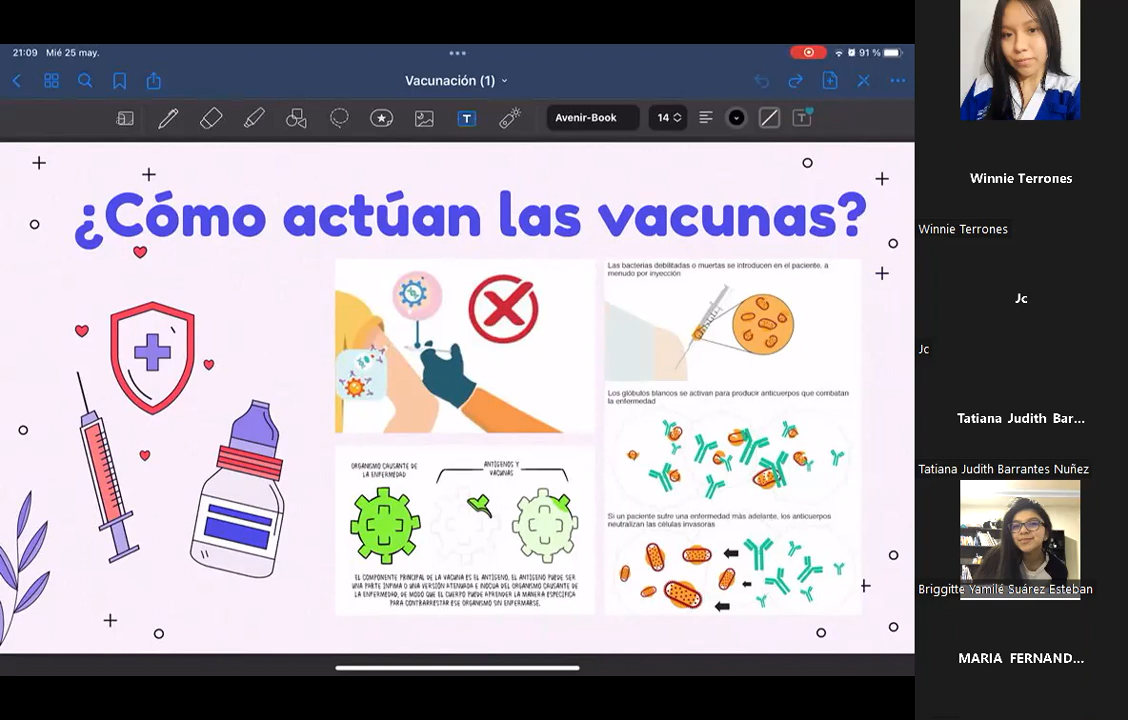 21:09 Mié 25 may.
91 %
Vacunación (1)
Avenir-Book
14
T
T
¿Cómo actúan las vacunas?
ORGANISMO CAUSANTE DE
LA ENFERMEDAD
ANTÍGENOS Y
VACUNAS
EL COMPONENTE PRINCIPAL DE LA VACUNA ES EL ANTÍGENO. EL ANTÍGENO PUEDE SER
UNA PARTE ÍNFIMA O UNA VERSIÓN ATENUADA E INOCUA DEL ORGANISMO CAUSANTE DE
LA ENFERMEDAD, DE MODO QUE EL CUERPO PUEDE APRENDER LA MANERA ESPECÍFICA
PARA CONTRARRESTAR ESE ORGANISMO SIN ENFERMARSE.
Las bacterias debilitadas o muertas se introducen en el paciente, a
menudo por inyección
Los glóbulos blancos se activan para producir anticuerpos que combatan
la enfermedad
Si un paciente sufre una enfermedad más adelante, los anticuerpos
neutralizan las células invasoras
Winnie Terrones
Winnie Terrones
Jc
Jc
Tatiana Judith Bar...
Tatiana Judith Barrantes Nuñez
Briggitte Yamilé Suárez Esteban
MARIA FERNAND...